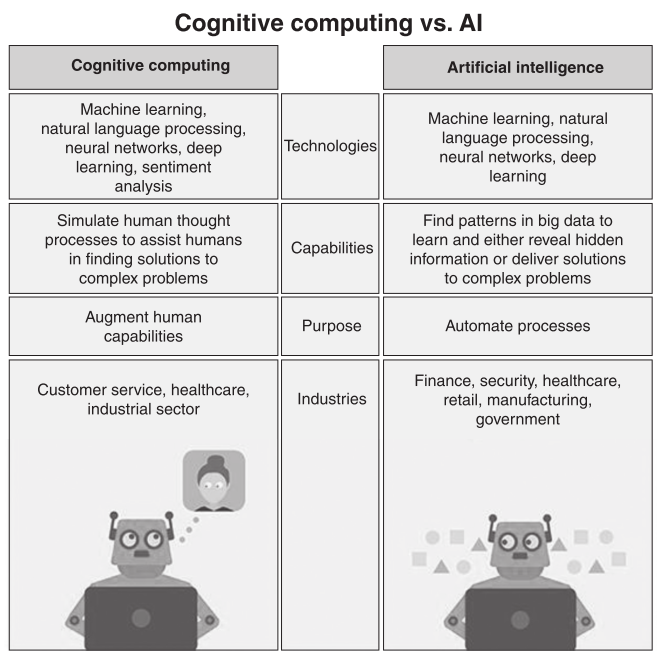 Cognitive computing vs. AI
Cognitive computing
Artificial intelligence
Machine learning,
natural language processing,
neural networks, deep
learning, sentiment
analysis
Technologies
Machine learning, natural
language processing,
neural networks, deep
learning
Simulate human thought
processes to assist humans
in finding solutions to
complex problems
Capabilities
Find patterns in big data to
learn and either reveal hidden
information or deliver solutions
to complex problems
Augment human
capabilities
Purpose
Automate processes
Customer service, healthcare,
industrial sector
Industries
Finance, security, healthcare,
retail, manufacturing,
government